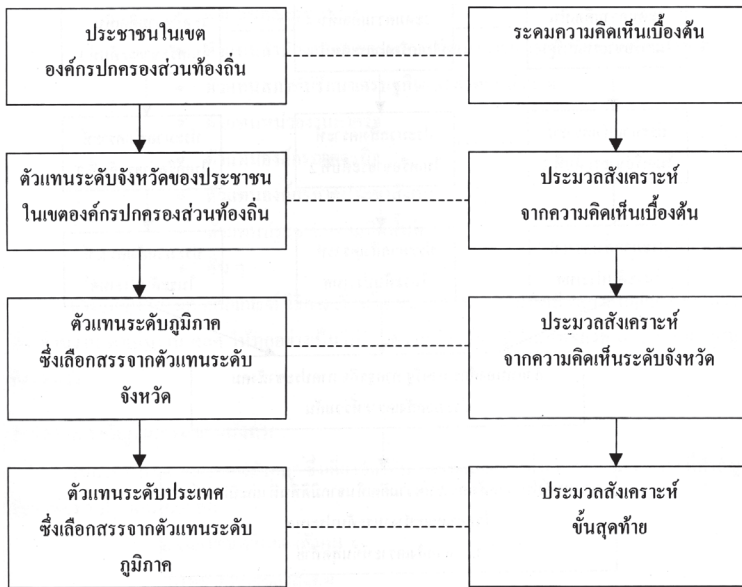 ประชาชนในเขต
องค์กรปกครองส่วนท้องถิ่น
ระดมความคิดเห็นเบื้องต้น
ตัวแทนระดับจังหวัดของประชาชน
ในเขตองค์กรปกครองส่วนท้องถิ่น
ประมวลสังเคราะห์
จากความคิดเห็นเบื้องต้น
ตัวแทนระดับภูมิภาค
ซึ่งเลือกสรรจากตัวแทนระดับ
จังหวัด
ประมวลสังเคราะห์
จากความคิดเห็นระดับจังหวัด
ตัวแทนระดับประเทศ
ซึ่งเลือกสรรจากตัวแทนระดับ
ภูมิภาค
ประมวลสังเคราะห์
ขั้นสุดท้าย